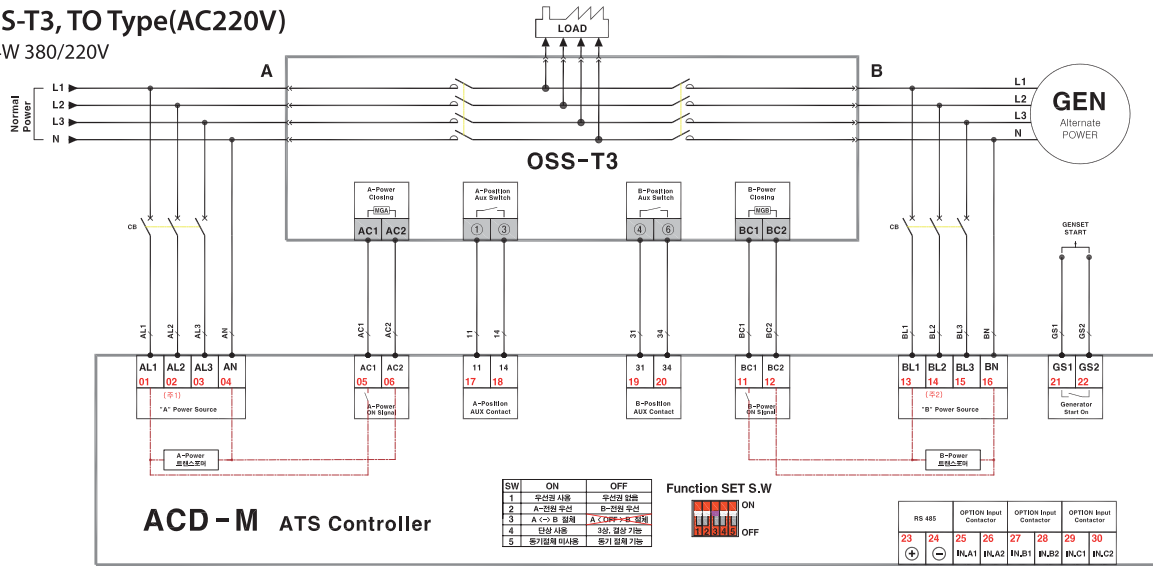 S-T3, TO Type(AC220V)
W 380/220V
LOAD
A
B
Normal Power
L1
L2
L3
N
L1
L2
L3
N
GEN
Alternate
POWER
OSS-T3
A-Power
Closing
MGA
AC1 AC2
A-Position
Aux Switch
① ③
B-Position
Aux Switch
④ ⑥
B-Power
Closing
MGB
BC1 BC2
CB
CB
GENSET
START
AL1 AL2 AL3 AN
AC1 AC2
11 14
31 34
BC1 BC2
BL1 BL2 BL3 BN
GS1 GS2
AL1 AL2 AL3 AN
01 02 03 04
(주1)
"A" Power Source
AC1 AC2
05 06
A-Power
ON Signal
11 14
17 18
A-Position
AUX Contact
31 34
19 20
B-Position
AUX Contact
BC1 BC2
11 12
B-Power
ON Signal
BL1 BL2 BL3 BN
13 14 15 16
(주2)
"B" Power Source
GS1 GS2
21 22
Generator
Start On
A-Power
트랜스포머
B-Power
트랜스포머
ACD-M ATS Controller
SW ON OFF
1 우선권 사용 우선권 없음
2 A-전원 우선 B-전원 우선
3 A <-> B 절체 A <OFF> B 절체
4 단상 사용 3상, 결상 기능
5 동기절체 미사용 동기 절체 기능
Function SET S.W
ON
1 2 3 4 5
OFF
RS 485
23 24
⊕ ⊖
OPTION Input
Contactor
25 26
IN.A1 IN.A2
OPTION Input
Contactor
27 28
IN.B1 IN.B2
OPTION Input
Contactor
29 30
IN.C1 IN.C2